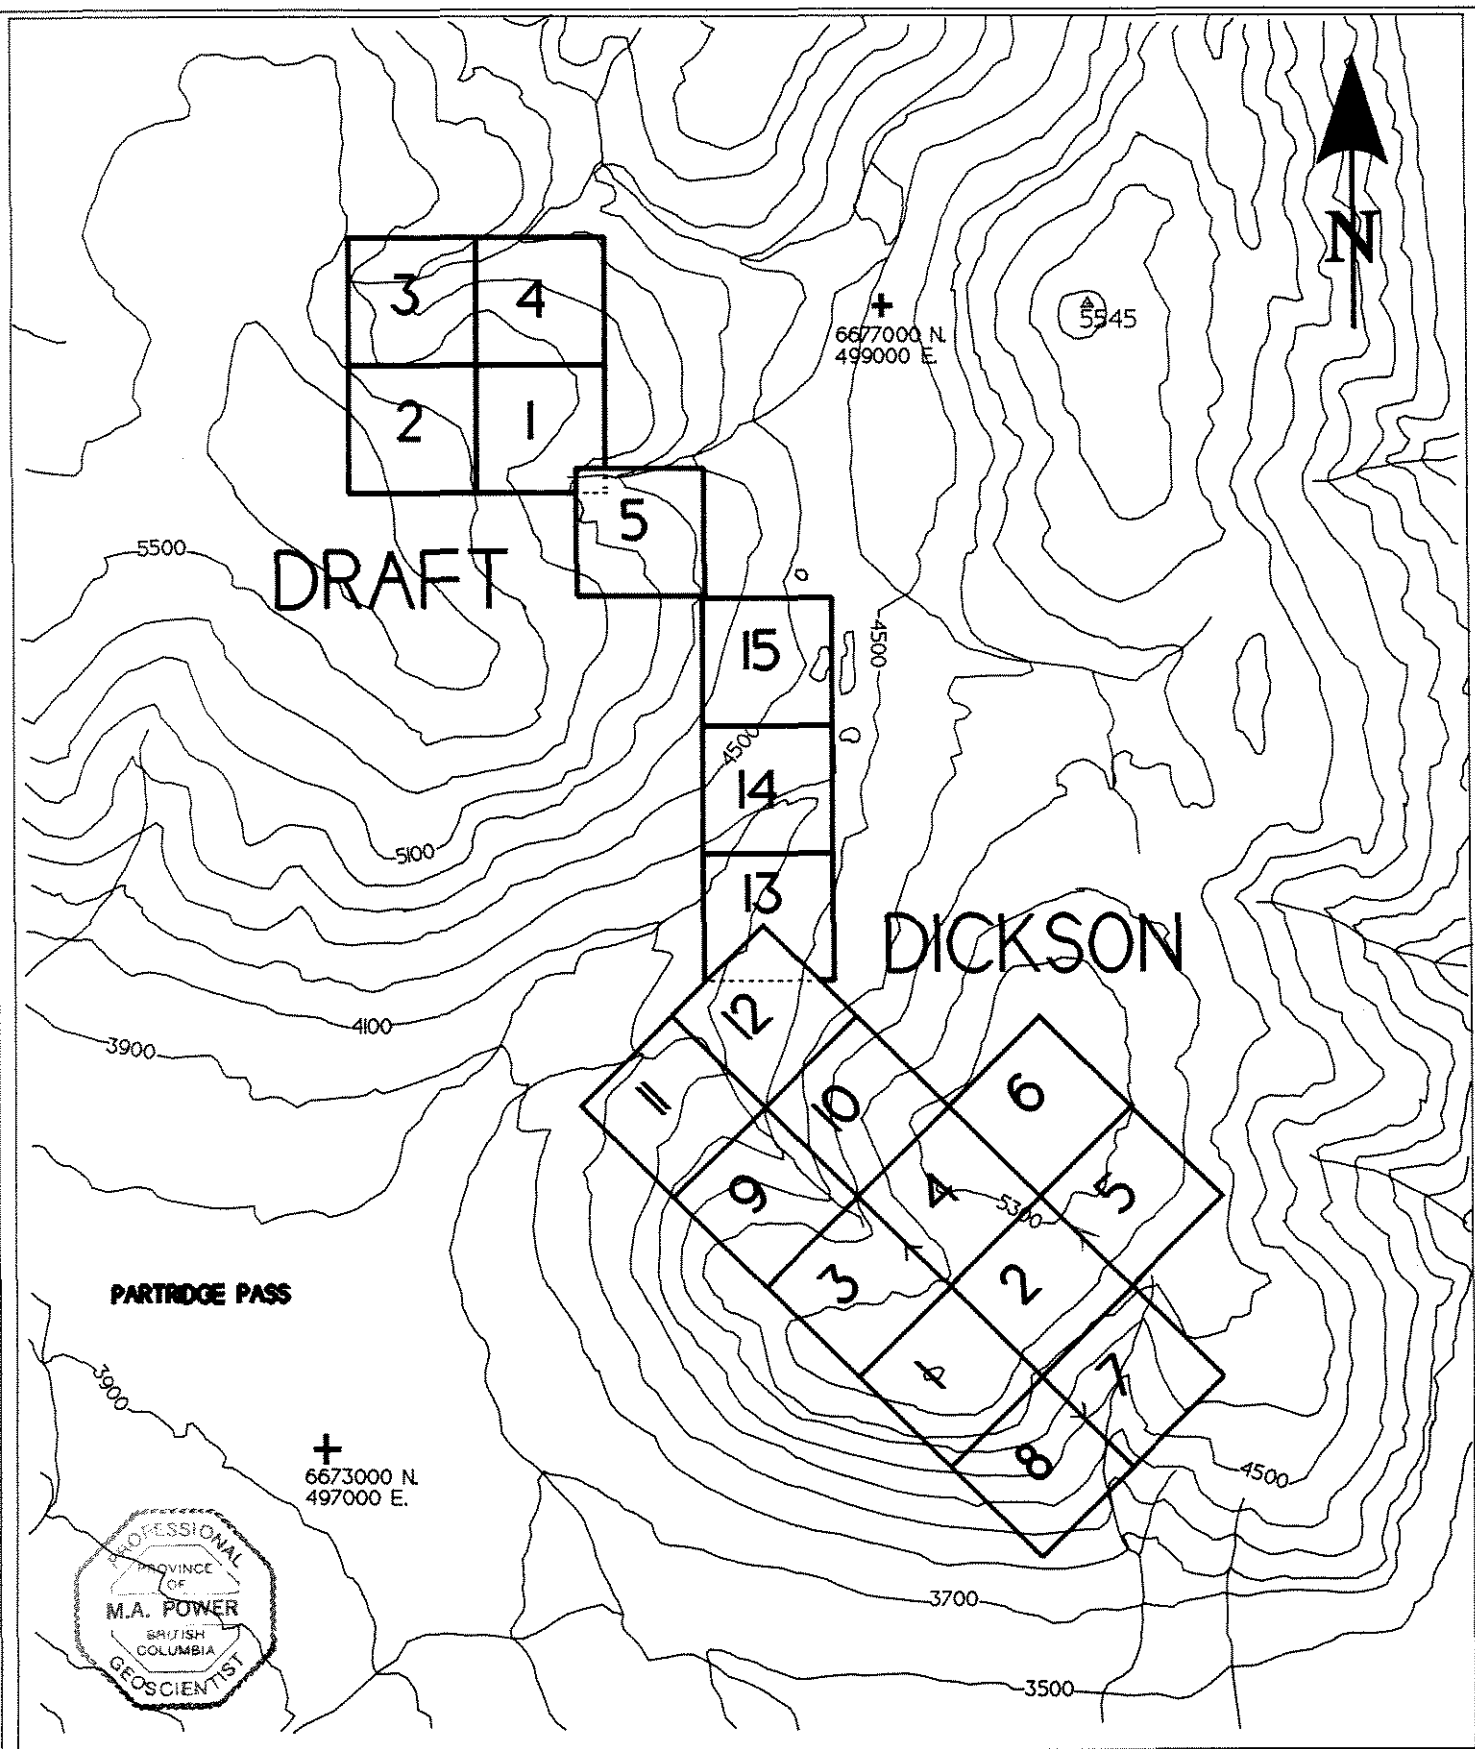 N
3
4
5545
6677000 N.
499000 E.
2
1
5
5500
DRAFT
15
4500
4500
14
5100
13
DICKSON
12
4100
3900
11
10
6
9
4
5
5300
3
2
PARTRIDGE PASS
1
7
3900
8
6673000 N.
497000 E.
4500
PROFESSIONAL
PROVINCE
OF
M.A. POWER
BRITISH
COLUMBIA
GEOSCIENTIST
3700
3500